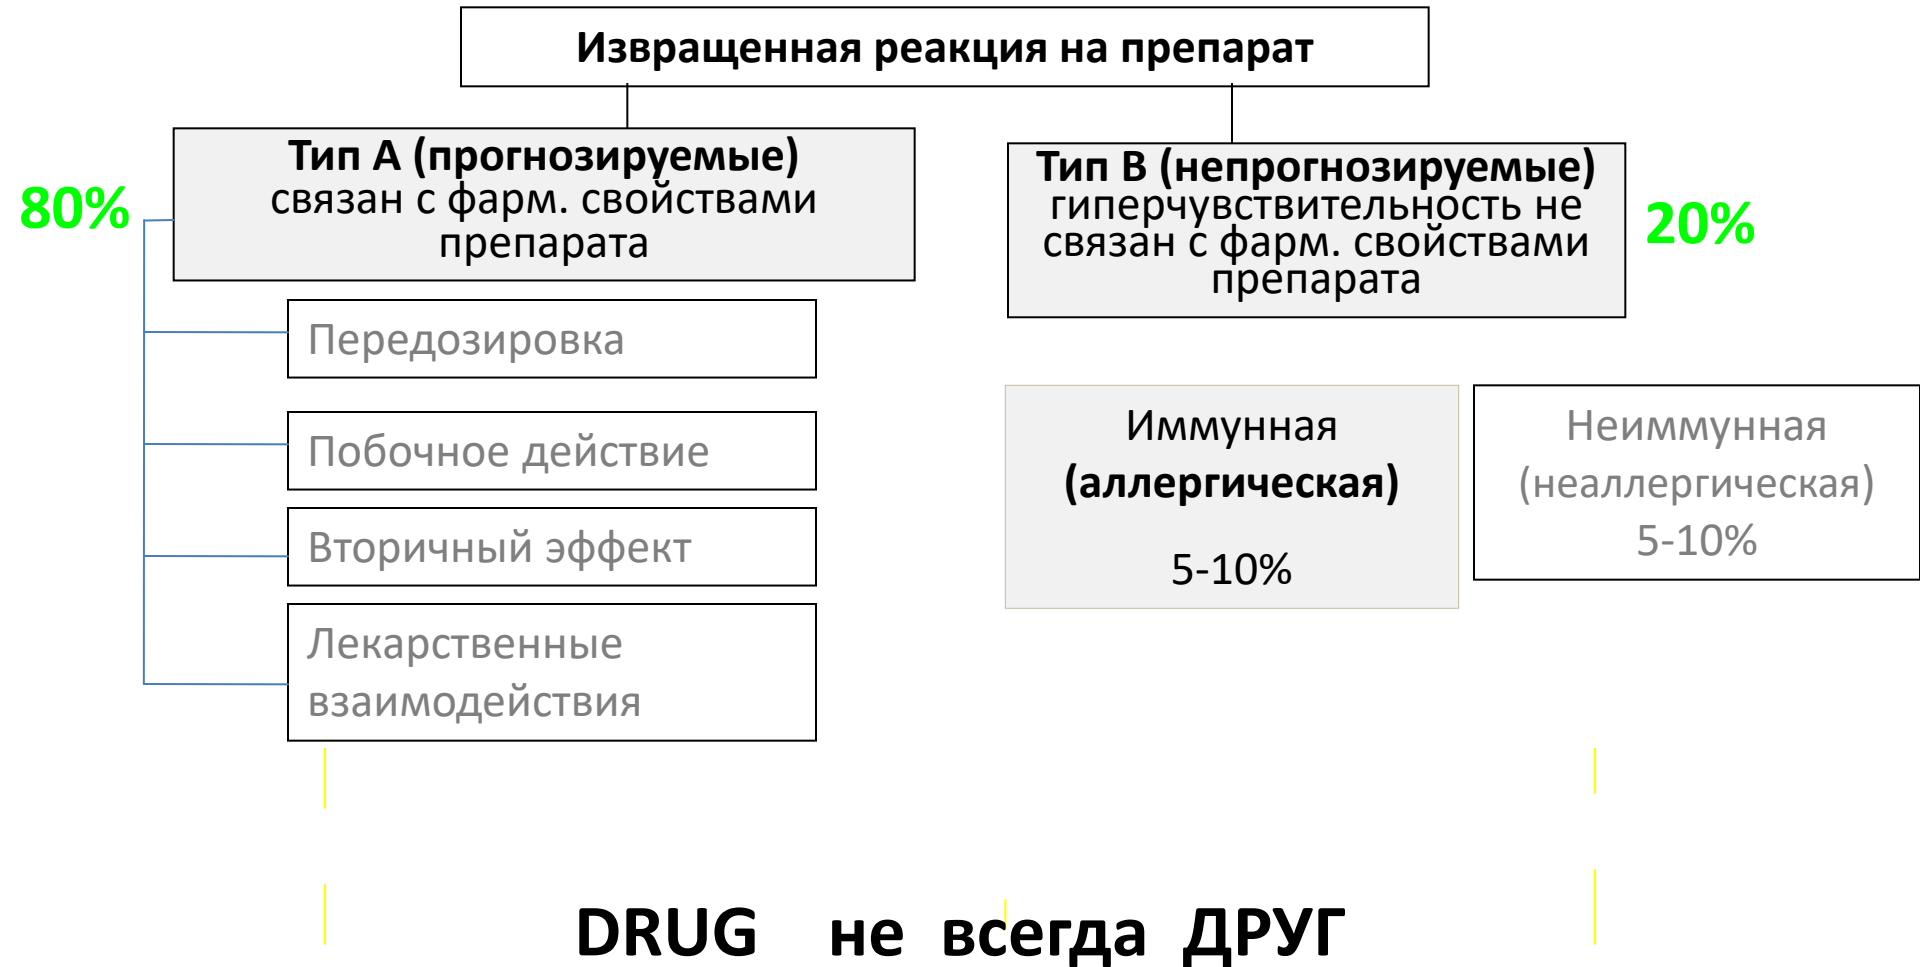 Извращенная реакция на препарат
Тип А (прогнозируемые)
связан с фарм. свойствами
препарата
80%
Тип В (непрогнозируемые)
гиперчувствительность не
связан с фарм. свойствами
препарата
20%
Передозировка
Побочное действие
Вторичный эффект
Лекарственные
взаимодействия
Иммунная
(аллергическая)
5-10%
Неиммунная
(неаллергическая)
5-10%
DRUG не всегда ДРУГ